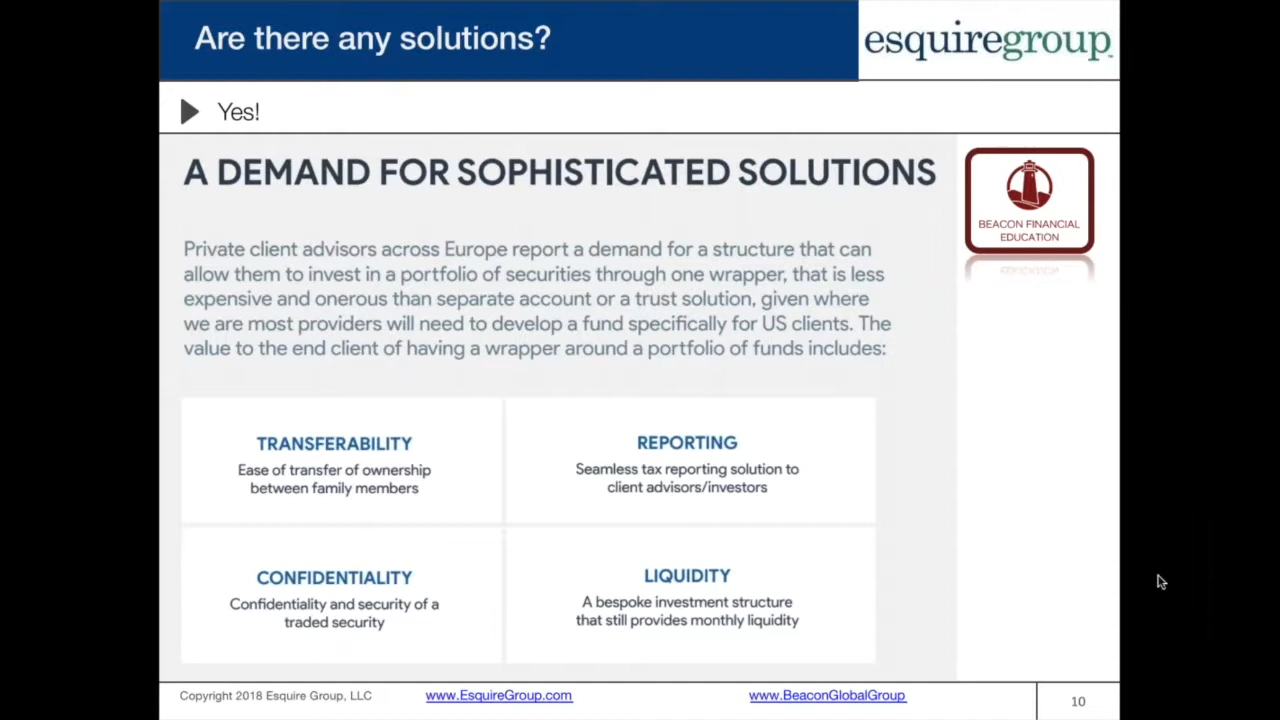 Are there any solutions?
esquiregroup™
Yes!
A DEMAND FOR SOPHISTICATED SOLUTIONS
BEACON FINANCIAL
EDUCATION
Private client advisors across Europe report a demand for a structure that can
allow them to invest in a portfolio of securities through one wrapper, that is less
expensive and onerous than separate account or a trust solution, given where
we are most providers will need to develop a fund specifically for US clients. The
value to the end client of having a wrapper around a portfolio of funds includes:
TRANSFERABILITY
Ease of transfer of ownership
between family members
REPORTING
Seamless tax reporting solution to
client advisors/investors
CONFIDENTIALITY
Confidentiality and security of a
traded security
LIQUIDITY
A bespoke investment structure
that still provides monthly liquidity
Copyright 2018 Esquire Group, LLC
www.EsquireGroup.com
www.BeaconGlobalGroup
10